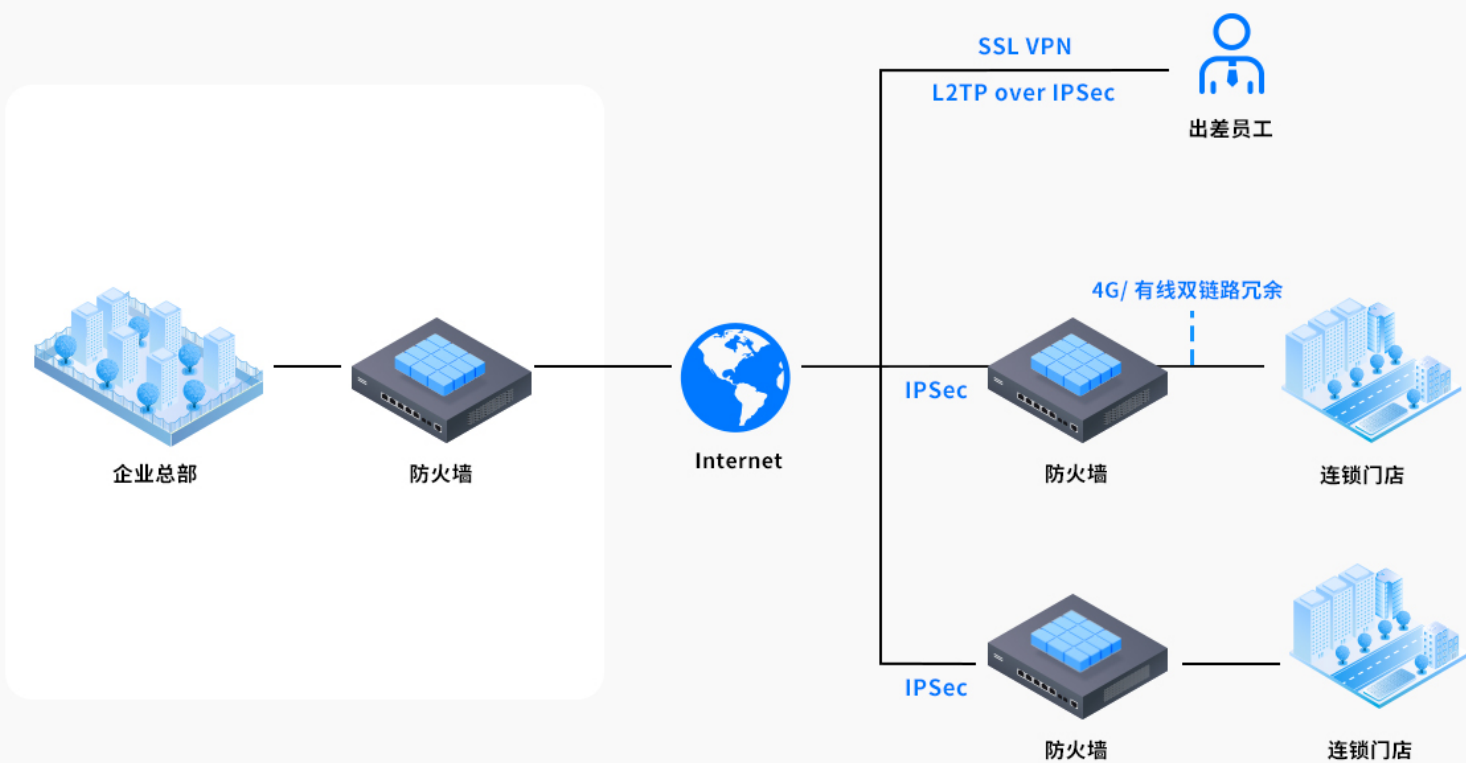 SSL VPN
L2TP over IPSec
出差员工
4G/ 有线双链路冗余
IPSec
企业总部
防火墙
Internet
防火墙
连锁门店
IPSec
防火墙
连锁门店